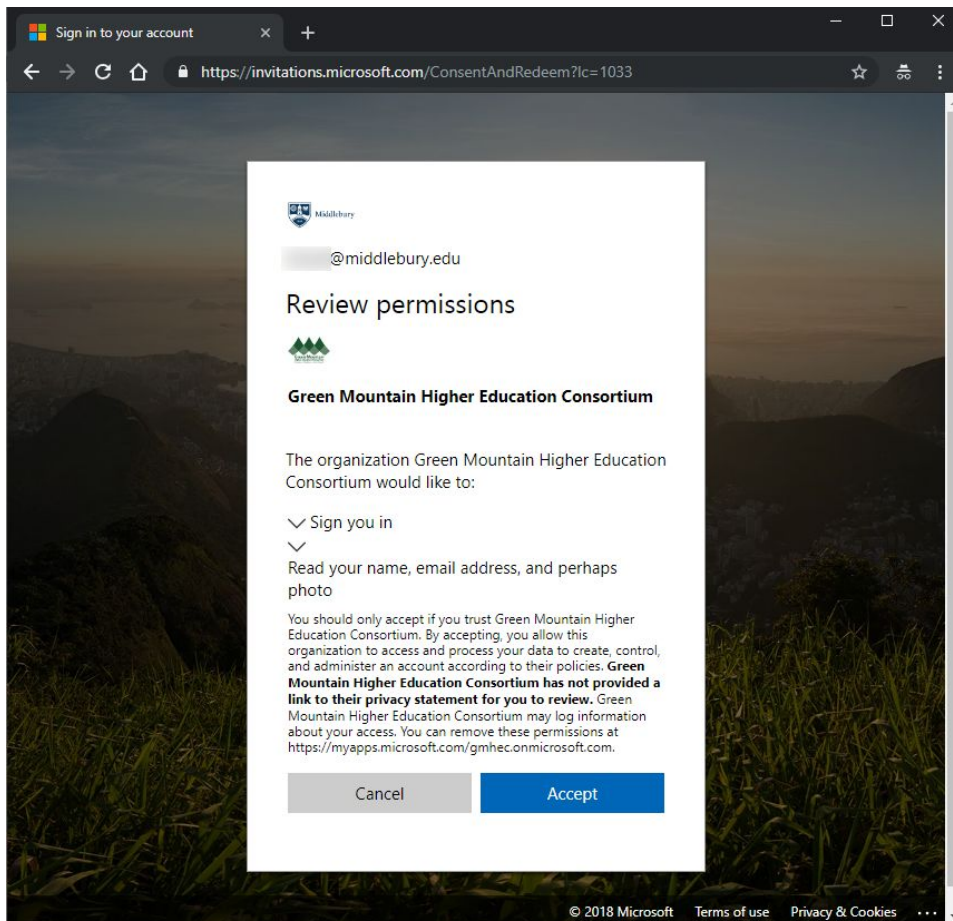 Sign in to your account
https://invitations.microsoft.com/ConsentAndRedeem?lc=1033
Middlebury
@middlebury.edu
Review permissions
Green Mountain Higher Education Consortium
The organization Green Mountain Higher Education
Consortium would like to:
Sign you in
Read your name, email address, and perhaps
photo
You should only accept if you trust Green Mountain Higher
Education Consortium. By accepting, you allow this
organization to access and process your data to create, control,
and administer an account according to their policies. Green
Mountain Higher Education Consortium has not provided a
link to their privacy statement for you to review. Green
Mountain Higher Education Consortium may log information
about your access. You can remove these permissions at
https://myapps.microsoft.com/gmhec.onmicrosoft.com.
Cancel Accept
© 2018 Microsoft Terms of use Privacy & Cookies ...